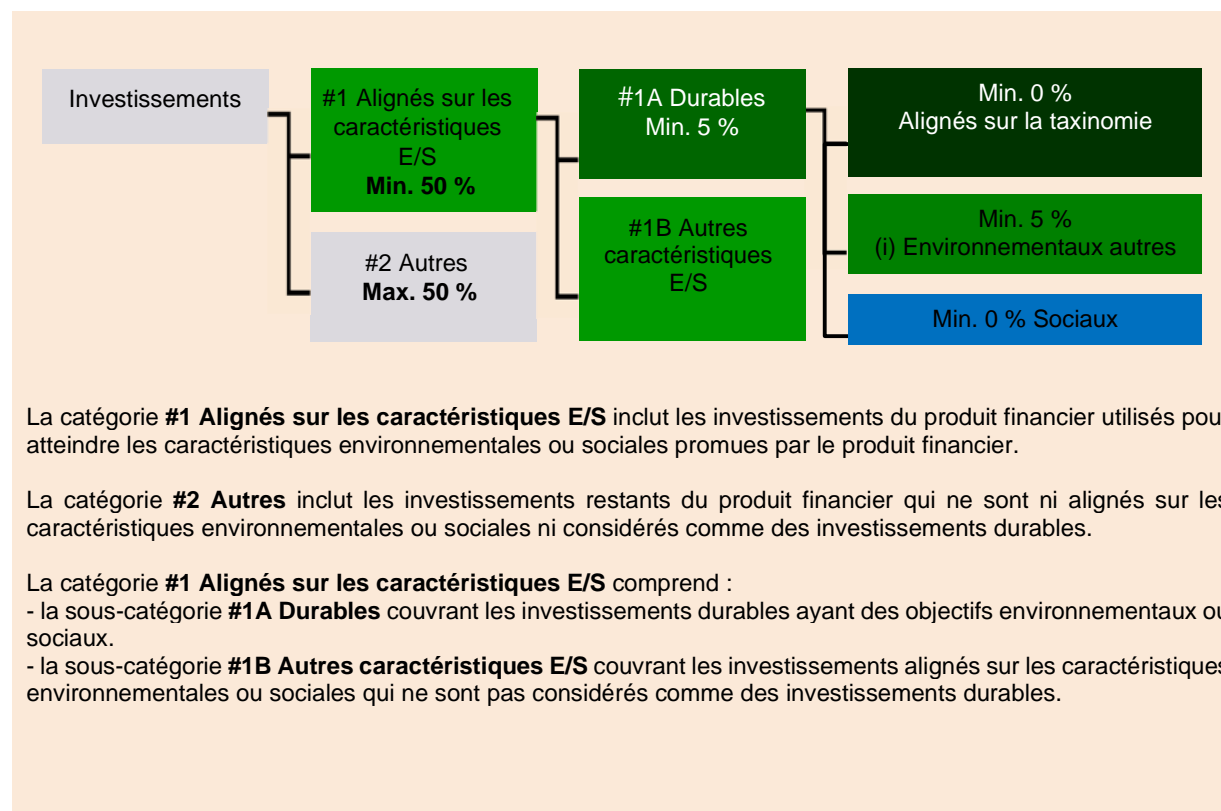 Investissements
#1 Alignés sur les
caractéristiques
E/S
Min. 50 %
#2 Autres
Max. 50 %
#1A Durables
Min. 5 %
#1B Autres
caractéristiques
E/S
Min. 0 %
Alignés sur la taxinomie
Min. 5 %
(i) Environnementaux autres
Min. 0 % Sociaux
La catégorie #1 Alignés sur les caractéristiques E/S inclut les investissements du produit financier utilisés pou
atteindre les caractéristiques environnementales ou sociales promues par le produit financier.
La catégorie #2 Autres inclut les investissements restants du produit financier qui ne sont ni alignés sur les
caractéristiques environnementales ou sociales ni considérés comme des investissements durables.
La catégorie #1 Alignés sur les caractéristiques E/S comprend :
- la sous-catégorie #1A Durables couvrant les investissements durables ayant des objectifs environnementaux ou
sociaux.
- la sous-catégorie #1B Autres caractéristiques E/S couvrant les investissements alignés sur les caractéristiques
environnementales ou sociales qui ne sont pas considérés comme des investissements durables.